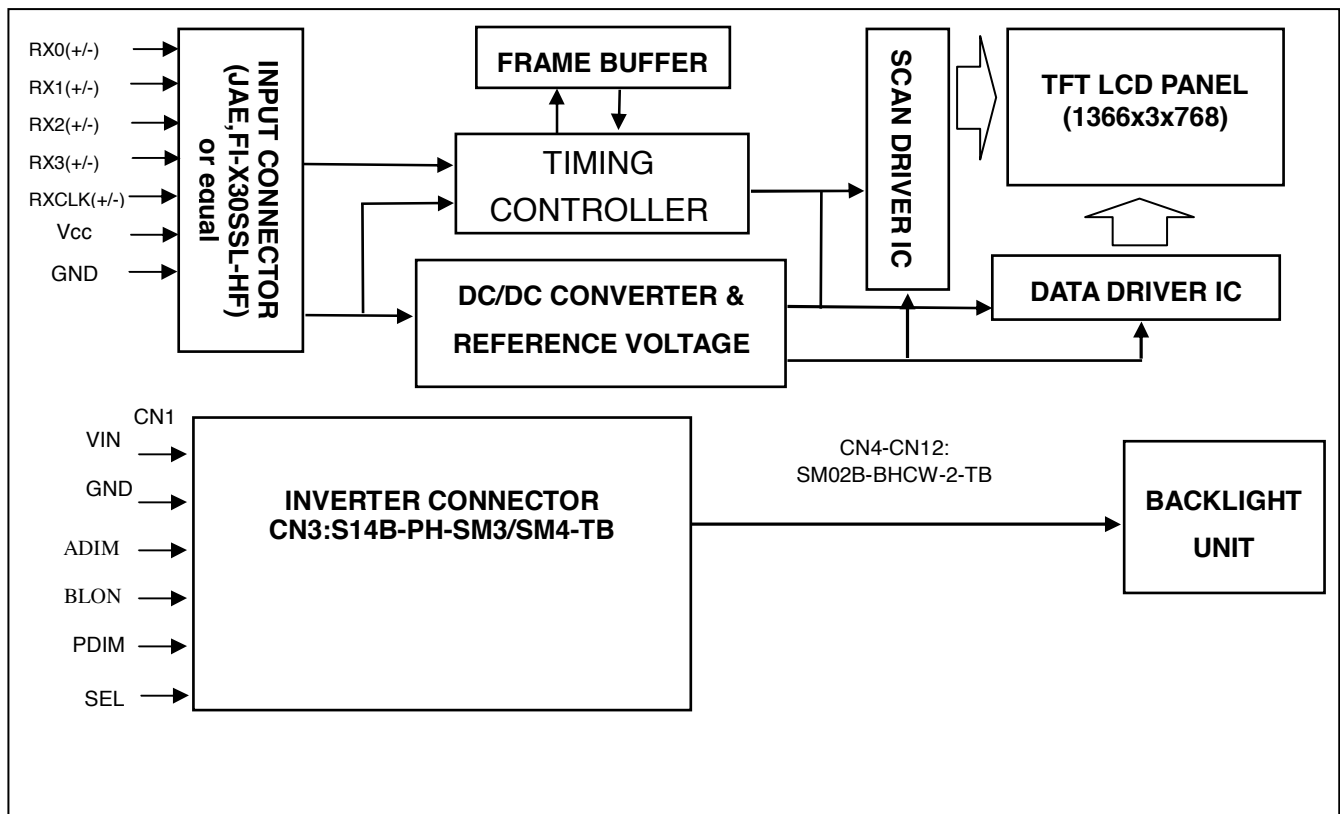 RX0(+/-)
RX1(+/-)
RX2(+/-)
RX3(+/-)
RXCLK(+/-)
Vcc
GND
INPUT CONNECTOR
(JAE,FI-X30SSL-HF)
or equal
FRAME BUFFER
TIMING
CONTROLLER
DC/DC CONVERTER &
REFERENCE VOLTAGE
SCAN DRIVER IC
TFT LCD PANEL
(1366x3x768)
DATA DRIVER IC
CN1
VIN
GND
ADIM
BLON
PDIM
SEL
INVERTER CONNECTOR
CN3:S14B-PH-SM3/SM4-TB
CN4-CN12:
SM02B-BHCW-2-TB
BACKLIGHT
UNIT